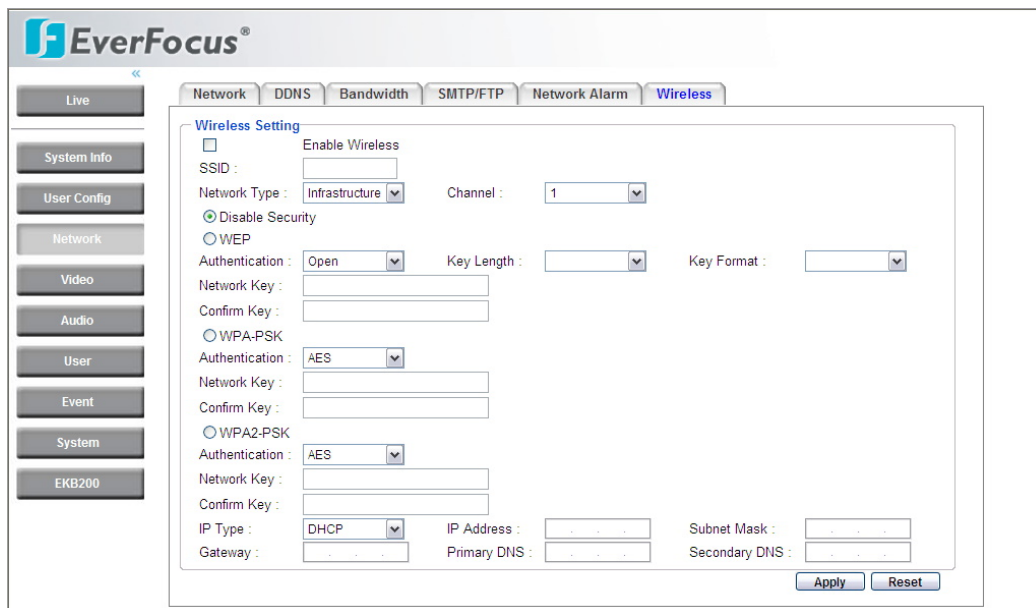 EverFocus®
«
Live
System Info
User Config
Network
Video
Audio
User
Event
System
EKB200
Network DDNS Bandwidth SMTP/FTP Network Alarm Wireless
Wireless Setting
Enable Wireless
SSID :
Network Type : Infrastructure Channel : 1
Disable Security
WEP
Authentication : Open Key Length : Key Format :
Network Key :
Confirm Key :
WPA-PSK
Authentication : AES
Network Key :
Confirm Key :
WPA2-PSK
Authentication : AES
Network Key :
Confirm Key :
IP Type : DHCP IP Address : . . . Subnet Mask : . . .
Gateway : . . . Primary DNS : . . . Secondary DNS : . . .
Apply Reset